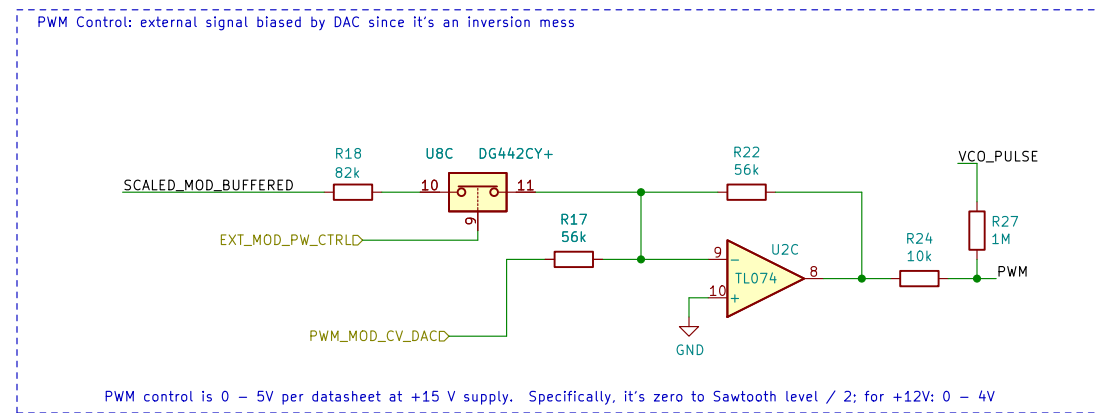 PWM Control: external signal biased by DAC since it's an inversion mess
VCO_PULSE
R18
82k
U8C
DG442CY+
R22
56k
SCALED_MOD_BUFFERED
10
11
9
R17
56k
R27
1M
EXT_MOD_PW_CTRL
R24
10k
9
-
U2C
TL074
8
PWM
10
+
PWM_MOD_CV_DAC
GND
PWM control is 0 - 5V per datasheet at +15 V supply. Specifically, it's zero to Sawtooth level / 2; for +12V: 0 - 4V